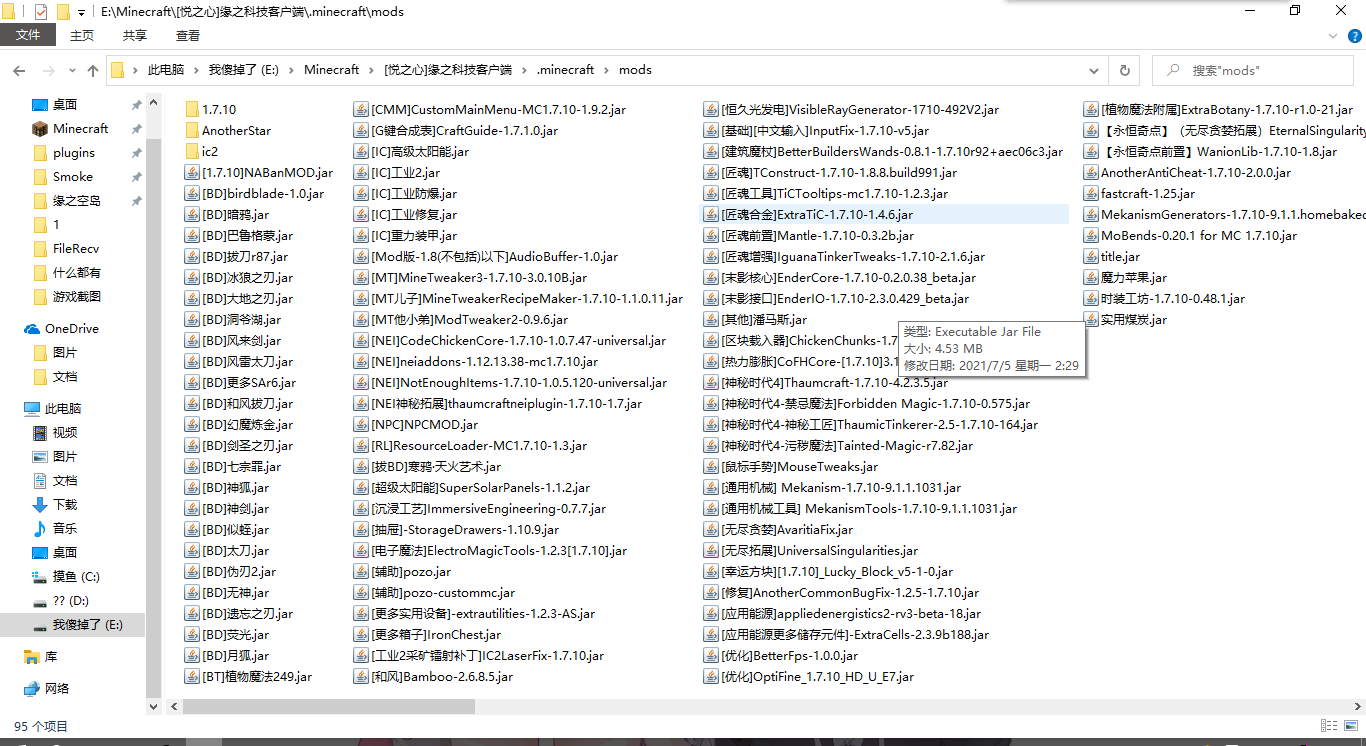 E:\Minecraft\[悦之心]缘之科技客户端\.minecraft\mods
文件 主页 共享 查看
此电脑 > 我傻掉了 (E:) > Minecraft > [悦之心]缘之科技客户端 > .minecraft > mods
搜索"mods"
桌面
Minecraft
plugins
Smoke
缘之空岛
1
FileRecv
什么都有
游戏截图
OneDrive
图片
文档
此电脑
视频
图片
文档
下载
音乐
桌面
摸鱼 (C:)
?? (D:)
我傻掉了 (E:)
库
网络
1.7.10
AnotherStar
ic2
[1.7.10]NABanMOD.jar
[BD]birdblade-1.0.jar
[BD]暗鸦.jar
[BD]巴鲁格蒙.jar
[BD]拔刀r87.jar
[BD]冰狼之刃.jar
[BD]大地之刃.jar
[BD]洞爷湖.jar
[BD]风来剑.jar
[BD]风雷太刀.jar
[BD]更多SAr6.jar
[BD]和风拔刀.jar
[BD]幻魔炼金.jar
[BD]剑圣之刃.jar
[BD]七宗罪.jar
[BD]神狐.jar
[BD]神剑.jar
[BD]似蛭.jar
[BD]太刀.jar
[BD]伪刃2.jar
[BD]无神.jar
[BD]遗忘之刃.jar
[BD]荧光.jar
[BD]月狐.jar
[BT]植物魔法249.jar
[CMM]CustomMainMenu-MC1.7.10-1.9.2.jar
[G键合成表]CraftGuide-1.7.1.0.jar
[IC]高级太阳能.jar
[IC]工业2.jar
[IC]工业防爆.jar
[IC]工业修复.jar
[IC]重力装甲.jar
[Mod版-1.8(不包括)以下]AudioBuffer-1.0.jar
[MT]MineTweaker3-1.7.10-3.0.10B.jar
[MT儿子]MineTweakerRecipeMaker-1.7.10-1.1.0.11.jar
[MT他小弟]ModTweaker2-0.9.6.jar
[NEI]CodeChickenCore-1.7.10-1.0.7.47-universal.jar
[NEI]neiaddons-1.12.13.38-mc1.7.10.jar
[NEI]NotEnoughItems-1.7.10-1.0.5.120-universal.jar
[NEI神秘拓展]thaumcraftneiplugin-1.7.10-1.7.jar
[NPC]NPCMOD.jar
[RL]ResourceLoader-MC1.7.10-1.3.jar
[拔BD]寒鸦·天火艺术.jar
[超级太阳能]SuperSolarPanels-1.1.2.jar
[沉浸工艺]ImmersiveEngineering-0.7.7.jar
[抽屉]-StorageDrawers-1.10.9.jar
[电子魔法]ElectroMagicTools-1.2.3[1.7.10].jar
[辅助]pozo.jar
[辅助]pozo-custommc.jar
[更多实用设备]-extrautilities-1.2.3-AS.jar
[更多箱子]IronChest.jar
[工业2采矿镭射补丁]IC2LaserFix-1.7.10.jar
[和风]Bamboo-2.6.8.5.jar
[恒久光发电]VisibleRayGenerator-1710-492V2.jar
[基础][中文输入]InputFix-1.7.10-v5.jar
[建筑魔杖]BetterBuildersWands-0.8.1-1.7.10r92+aec06c3.jar
[匠魂]TConstruct-1.7.10-1.8.8.build991.jar
[匠魂工具]TiCTooltips-mc1.7.10-1.2.3.jar
[匠魂合金]ExtraTiC-1.7.10-1.4.6.jar
[匠魂前置]Mantle-1.7.10-0.3.2b.jar
[匠魂增强]IguanaTinkerTweaks-1.7.10-2.1.6.jar
[末影核心]EnderCore-1.7.10-0.2.0.38_beta.jar
[末影接口]EnderIO-1.7.10-2.3.0.429_beta.jar
[其他]潘马斯.jar
[区块载入器]ChickenChunks-1.7
[热力膨胀]CoFHCore-[1.7.10]3.1
[神秘时代4]Thaumcraft-1.7.10-4.2.3.5.jar
[神秘时代4-禁忌魔法]Forbidden Magic-1.7.10-0.575.jar
[神秘时代4-神秘工匠]ThaumicTinkerer-2.5-1.7.10-164.jar
[神秘时代4-污秽魔法]Tainted-Magic-r7.82.jar
[鼠标手势]MouseTweaks.jar
[通用机械] Mekanism-1.7.10-9.1.1.1031.jar
[通用机械工具] MekanismTools-1.7.10-9.1.1.1031.jar
[无尽贪婪]AvaritiaFix.jar
[无尽拓展]UniversalSingularities.jar
[幸运方块][1.7.10]_Lucky_Block_v5-1-0.jar
[修复]AnotherCommonBugFix-1.2.5-1.7.10.jar
[应用能源]appliedenergistics2-rv3-beta-18.jar
[应用能源更多储存元件]-ExtraCells-2.3.9b188.jar
[优化]BetterFps-1.0.0.jar
[优化]OptiFine_1.7.10_HD_U_E7.jar
[植物魔法附属]ExtraBotany-1.7.10-r1.0-21.jar
【永恒奇点】（无尽贪婪拓展）EternalSingularity
【永恒奇点前置】WanionLib-1.7.10-1.8.jar
AnotherAntiCheat-1.7.10-2.0.0.jar
fastcraft-1.25.jar
MekanismGenerators-1.7.10-9.1.1.homebaked
MoBends-0.20.1 for MC 1.7.10.jar
title.jar
魔力苹果.jar
时装工坊-1.7.10-0.48.1.jar
实用煤炭.jar
类型: Executable Jar File
大小: 4.53 MB
修改日期: 2021/7/5 星期一 2:29
95 个项目